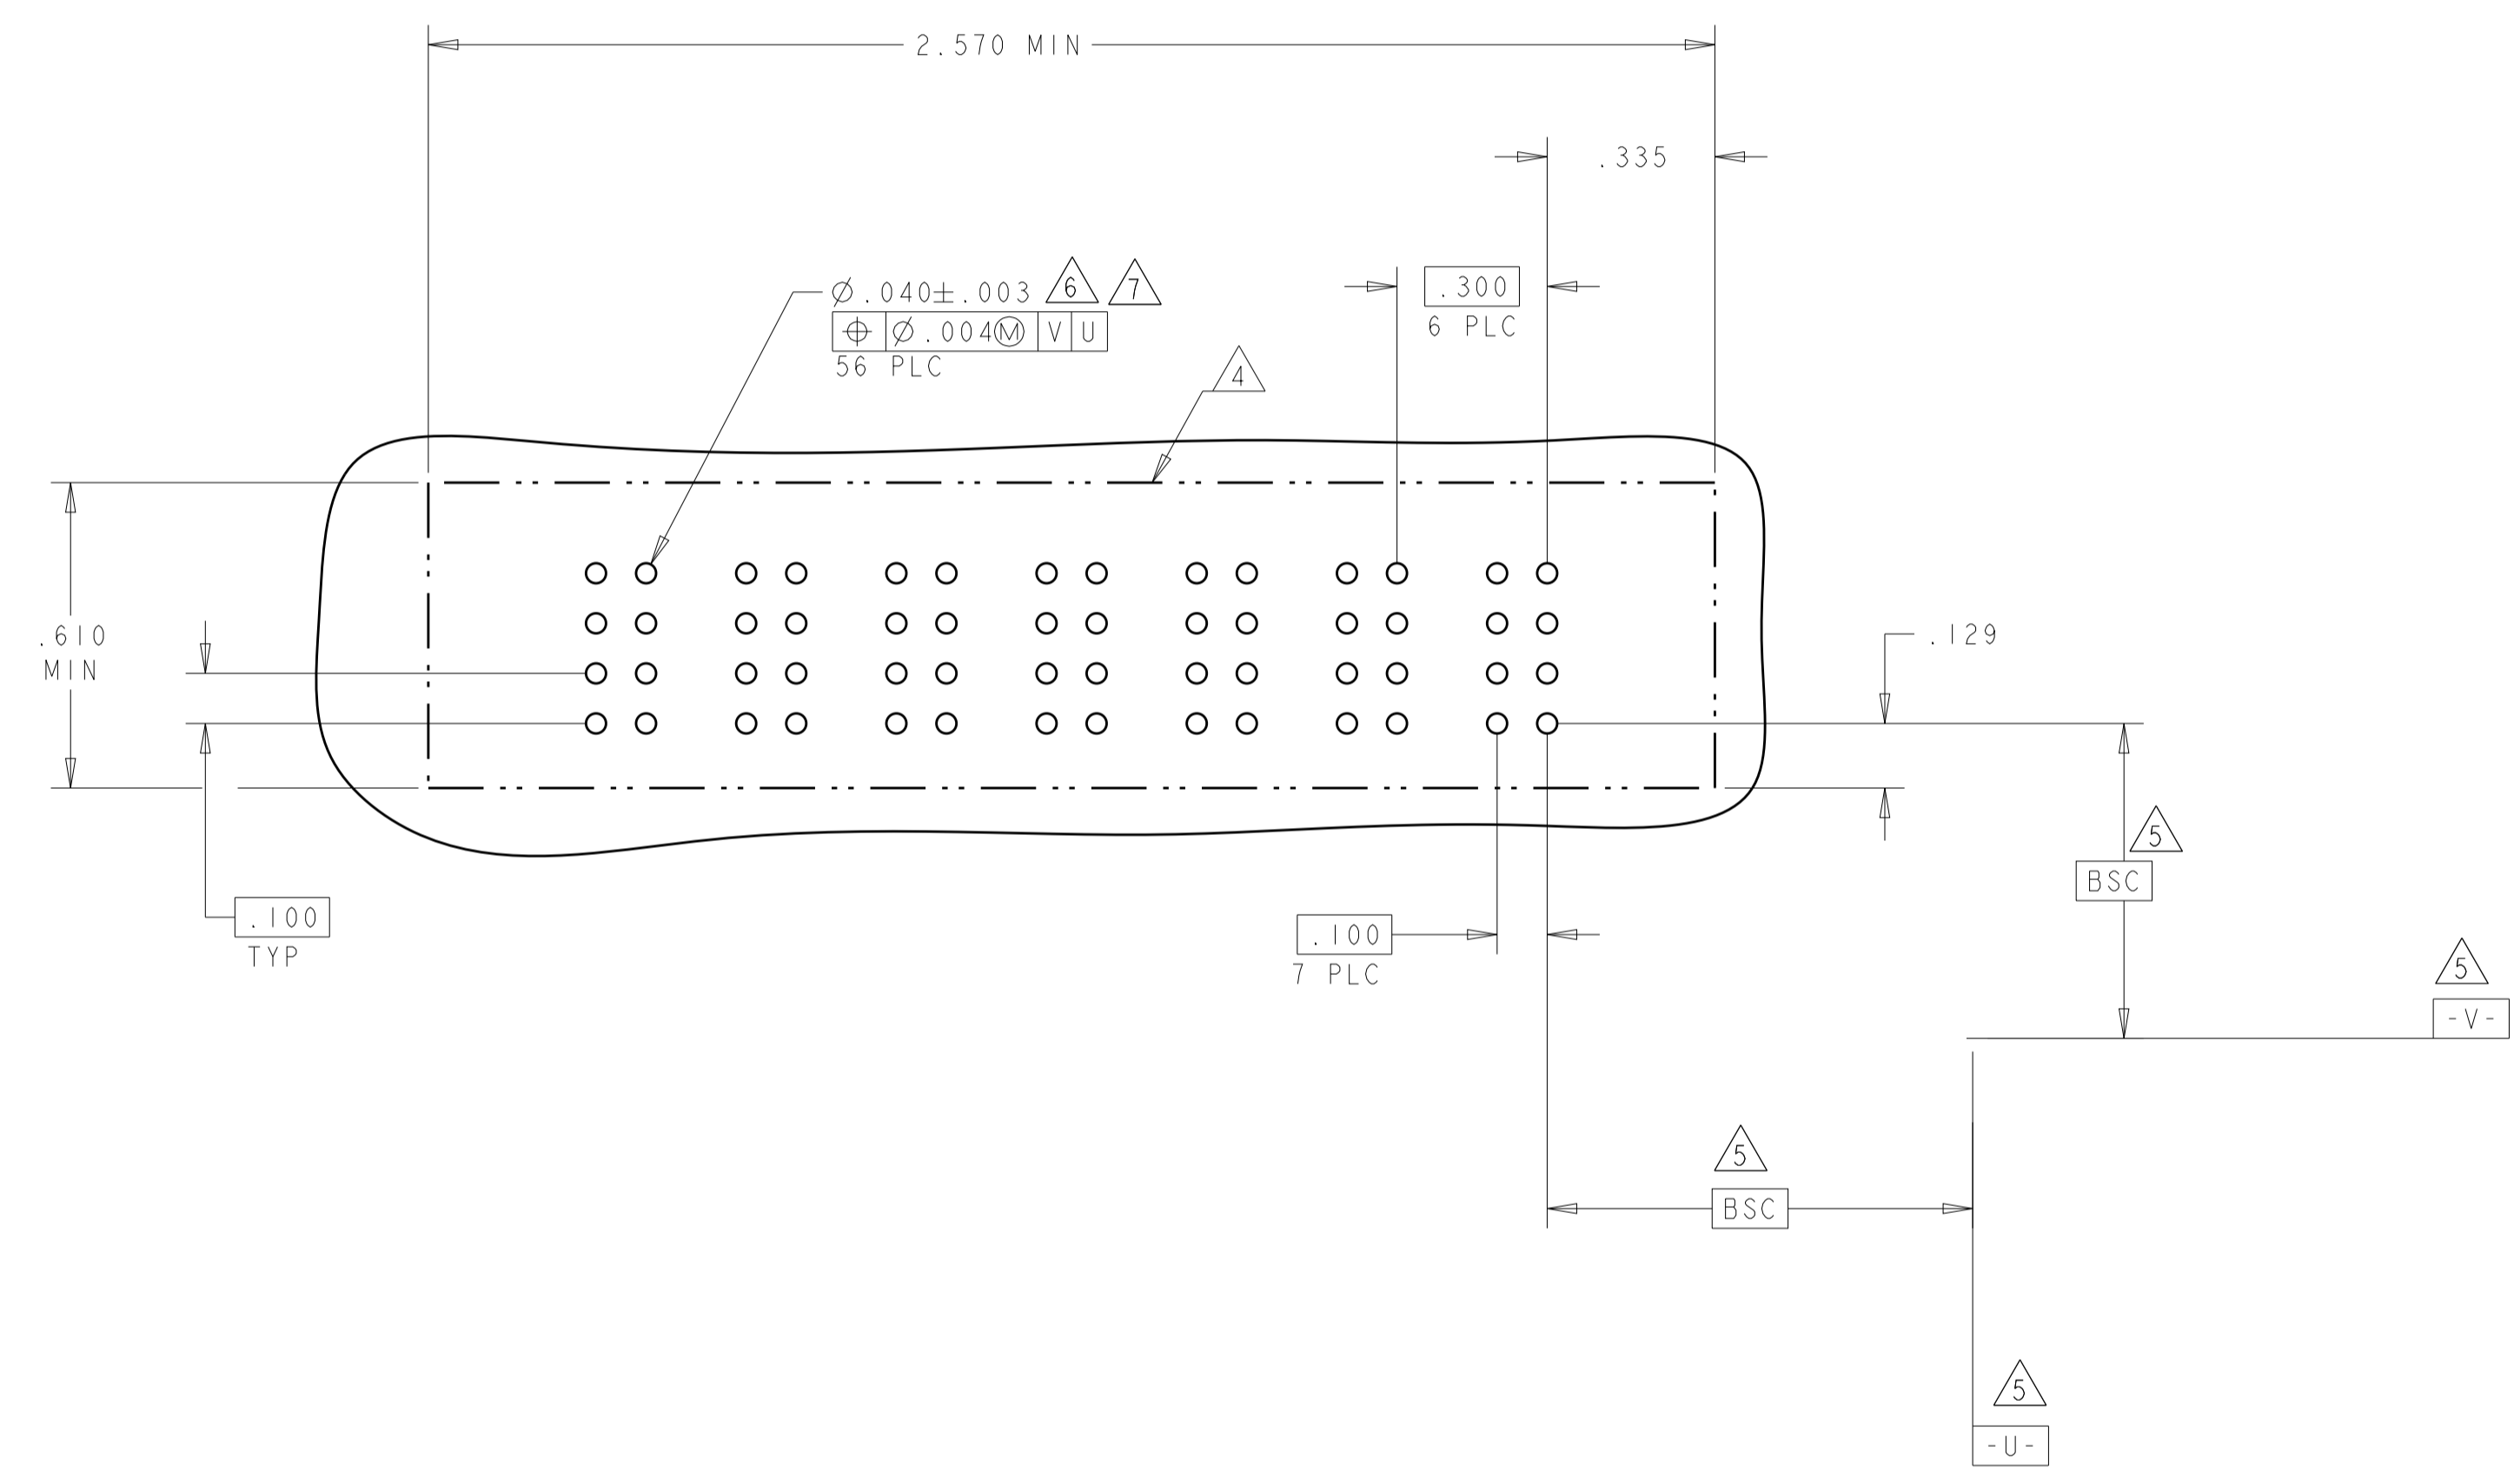 2.570 MIN
.335
⌀.040±.003 6 7
⌖ ⌀.004Ⓜ V U
56 PLC
.300
6 PLC
4
.610
MIN
.129
5
BSC
.100
TYP
.100
7 PLC
5
-V-
5
BSC
5
-U-